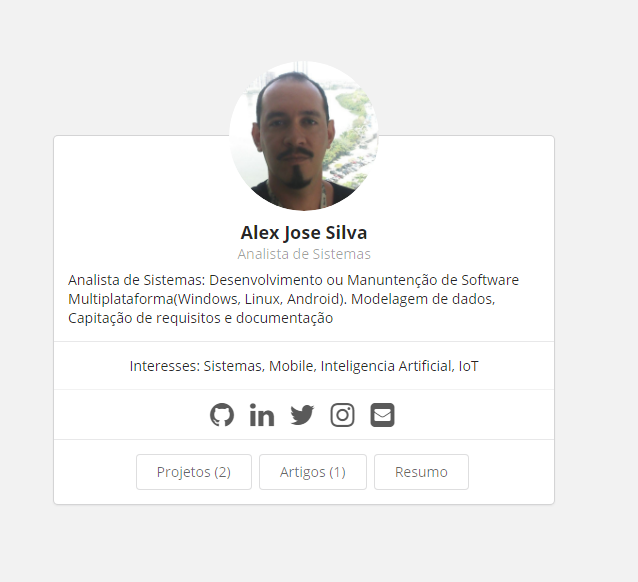 Alex Jose Silva
Analista de Sistemas
Analista de Sistemas: Desenvolvimento ou Manuntenção de Software
Multiplataforma(Windows, Linux, Android). Modelagem de dados,
Capitação de requisitos e documentação
Interesses: Sistemas, Mobile, Inteligencia Artificial, IoT
Projetos (2) Artigos (1) Resumo